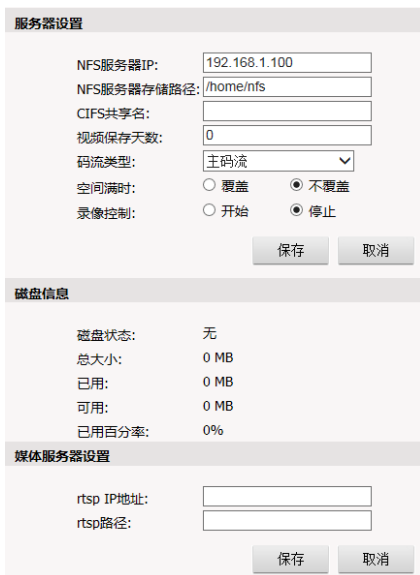 服务器设置
NFS服务器IP: 192.168.1.100
NFS服务器存储路径: /home/nfs
CIFS共享名:
视频保存天数: 0
码流类型: 主码流
空间满时: 覆盖 不覆盖
录像控制: 开始 停止
保存 取消
磁盘信息
磁盘状态: 无
总大小: 0 MB
已用: 0 MB
可用: 0 MB
已用百分率: 0%
媒体服务器设置
rtsp IP地址:
rtsp路径:
保存 取消